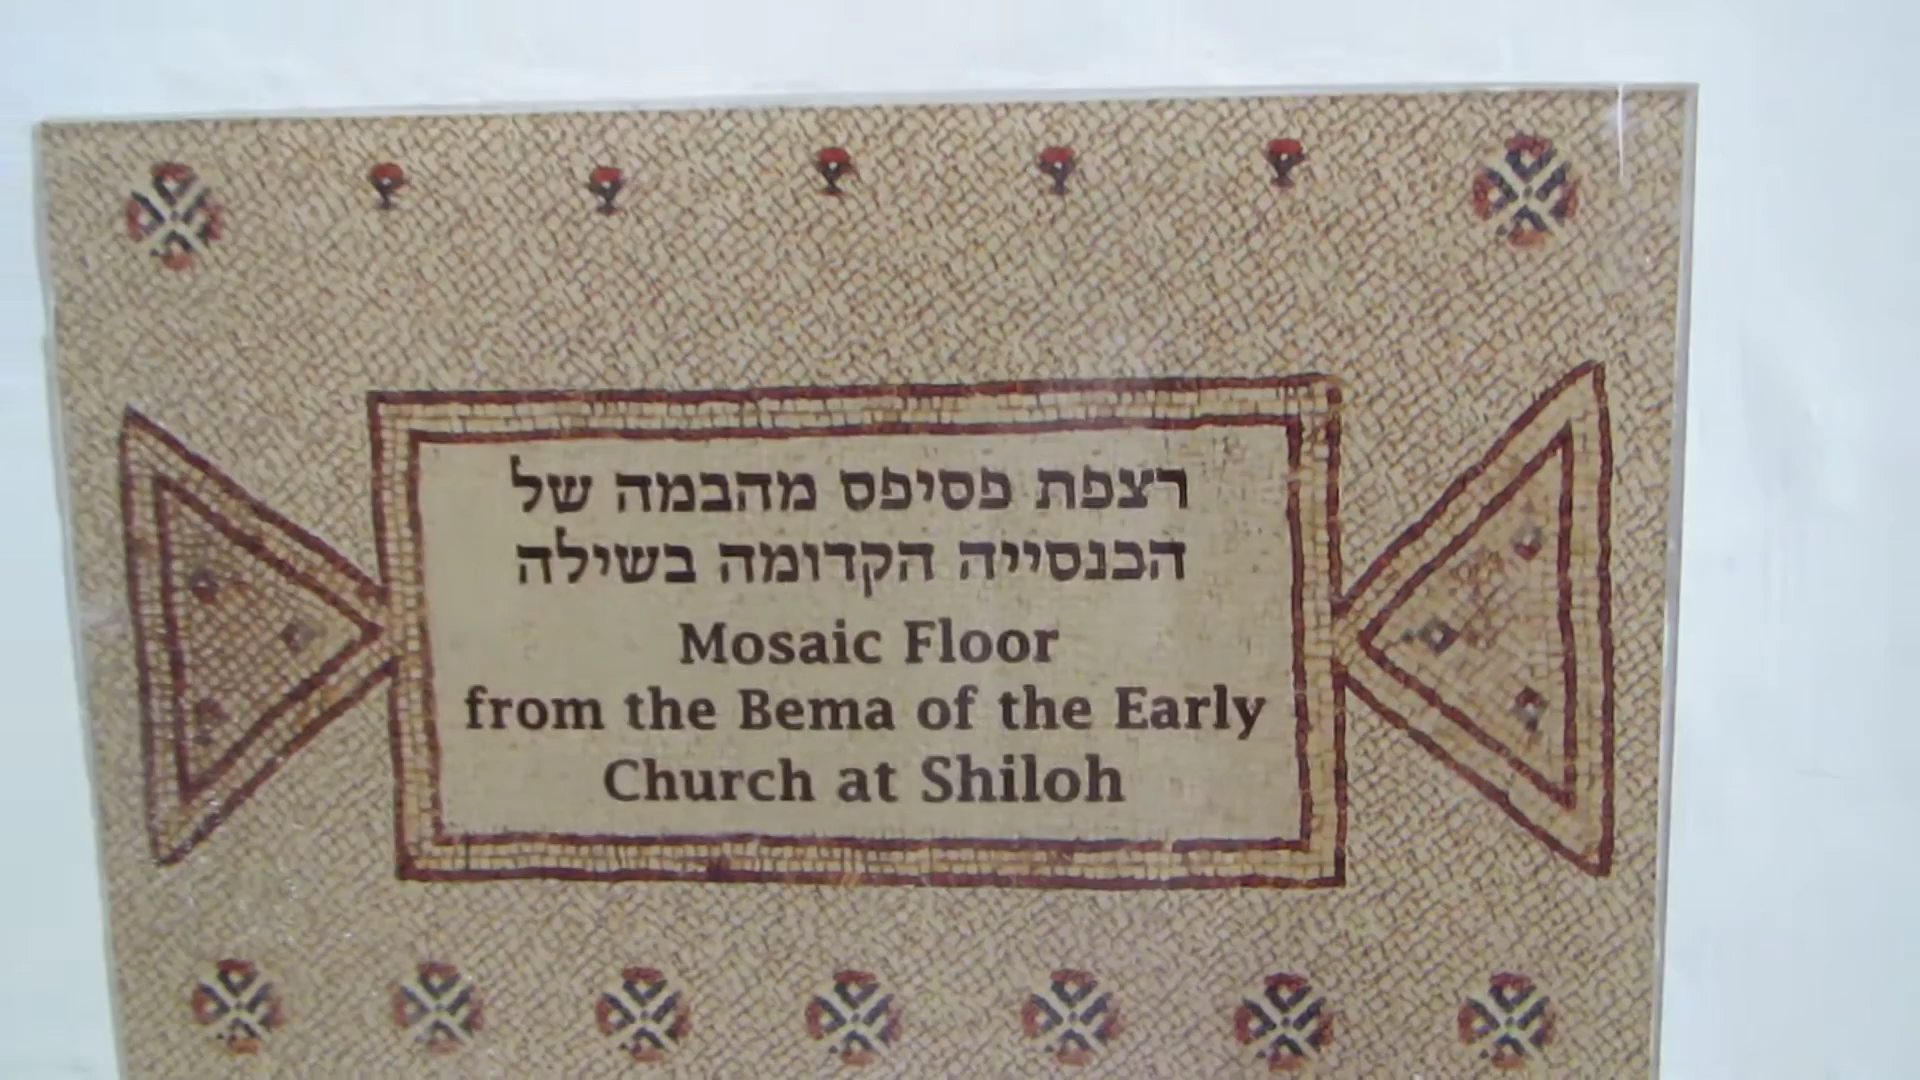 רצפת פסיפס מהבמה של
הכנסייה הקדומה בשילה
Mosaic Floor
from the Bema of the Early
Church at Shiloh